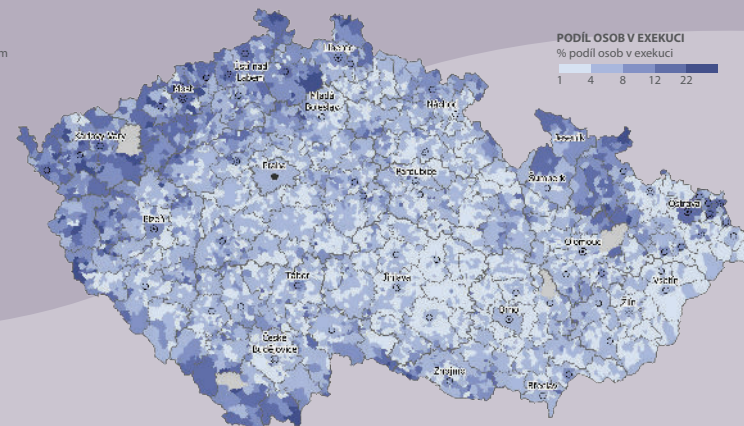 PODÍL OSOB V EXEKUCI
% podíl osob v exekuci
1 4 8 12 22
m
Liberec
Ústí nad
Labem
Most
Mladá
Boleslav
Náchod
Karlovy Vary
Jeseník
Praha
Pardubice
Šumperk
Ostrava
Plzeň
Olomouc
Tábor
Jihlava
Vsetín
Zlín
Brno
České
Budějovice
Znojmo
Břeclav